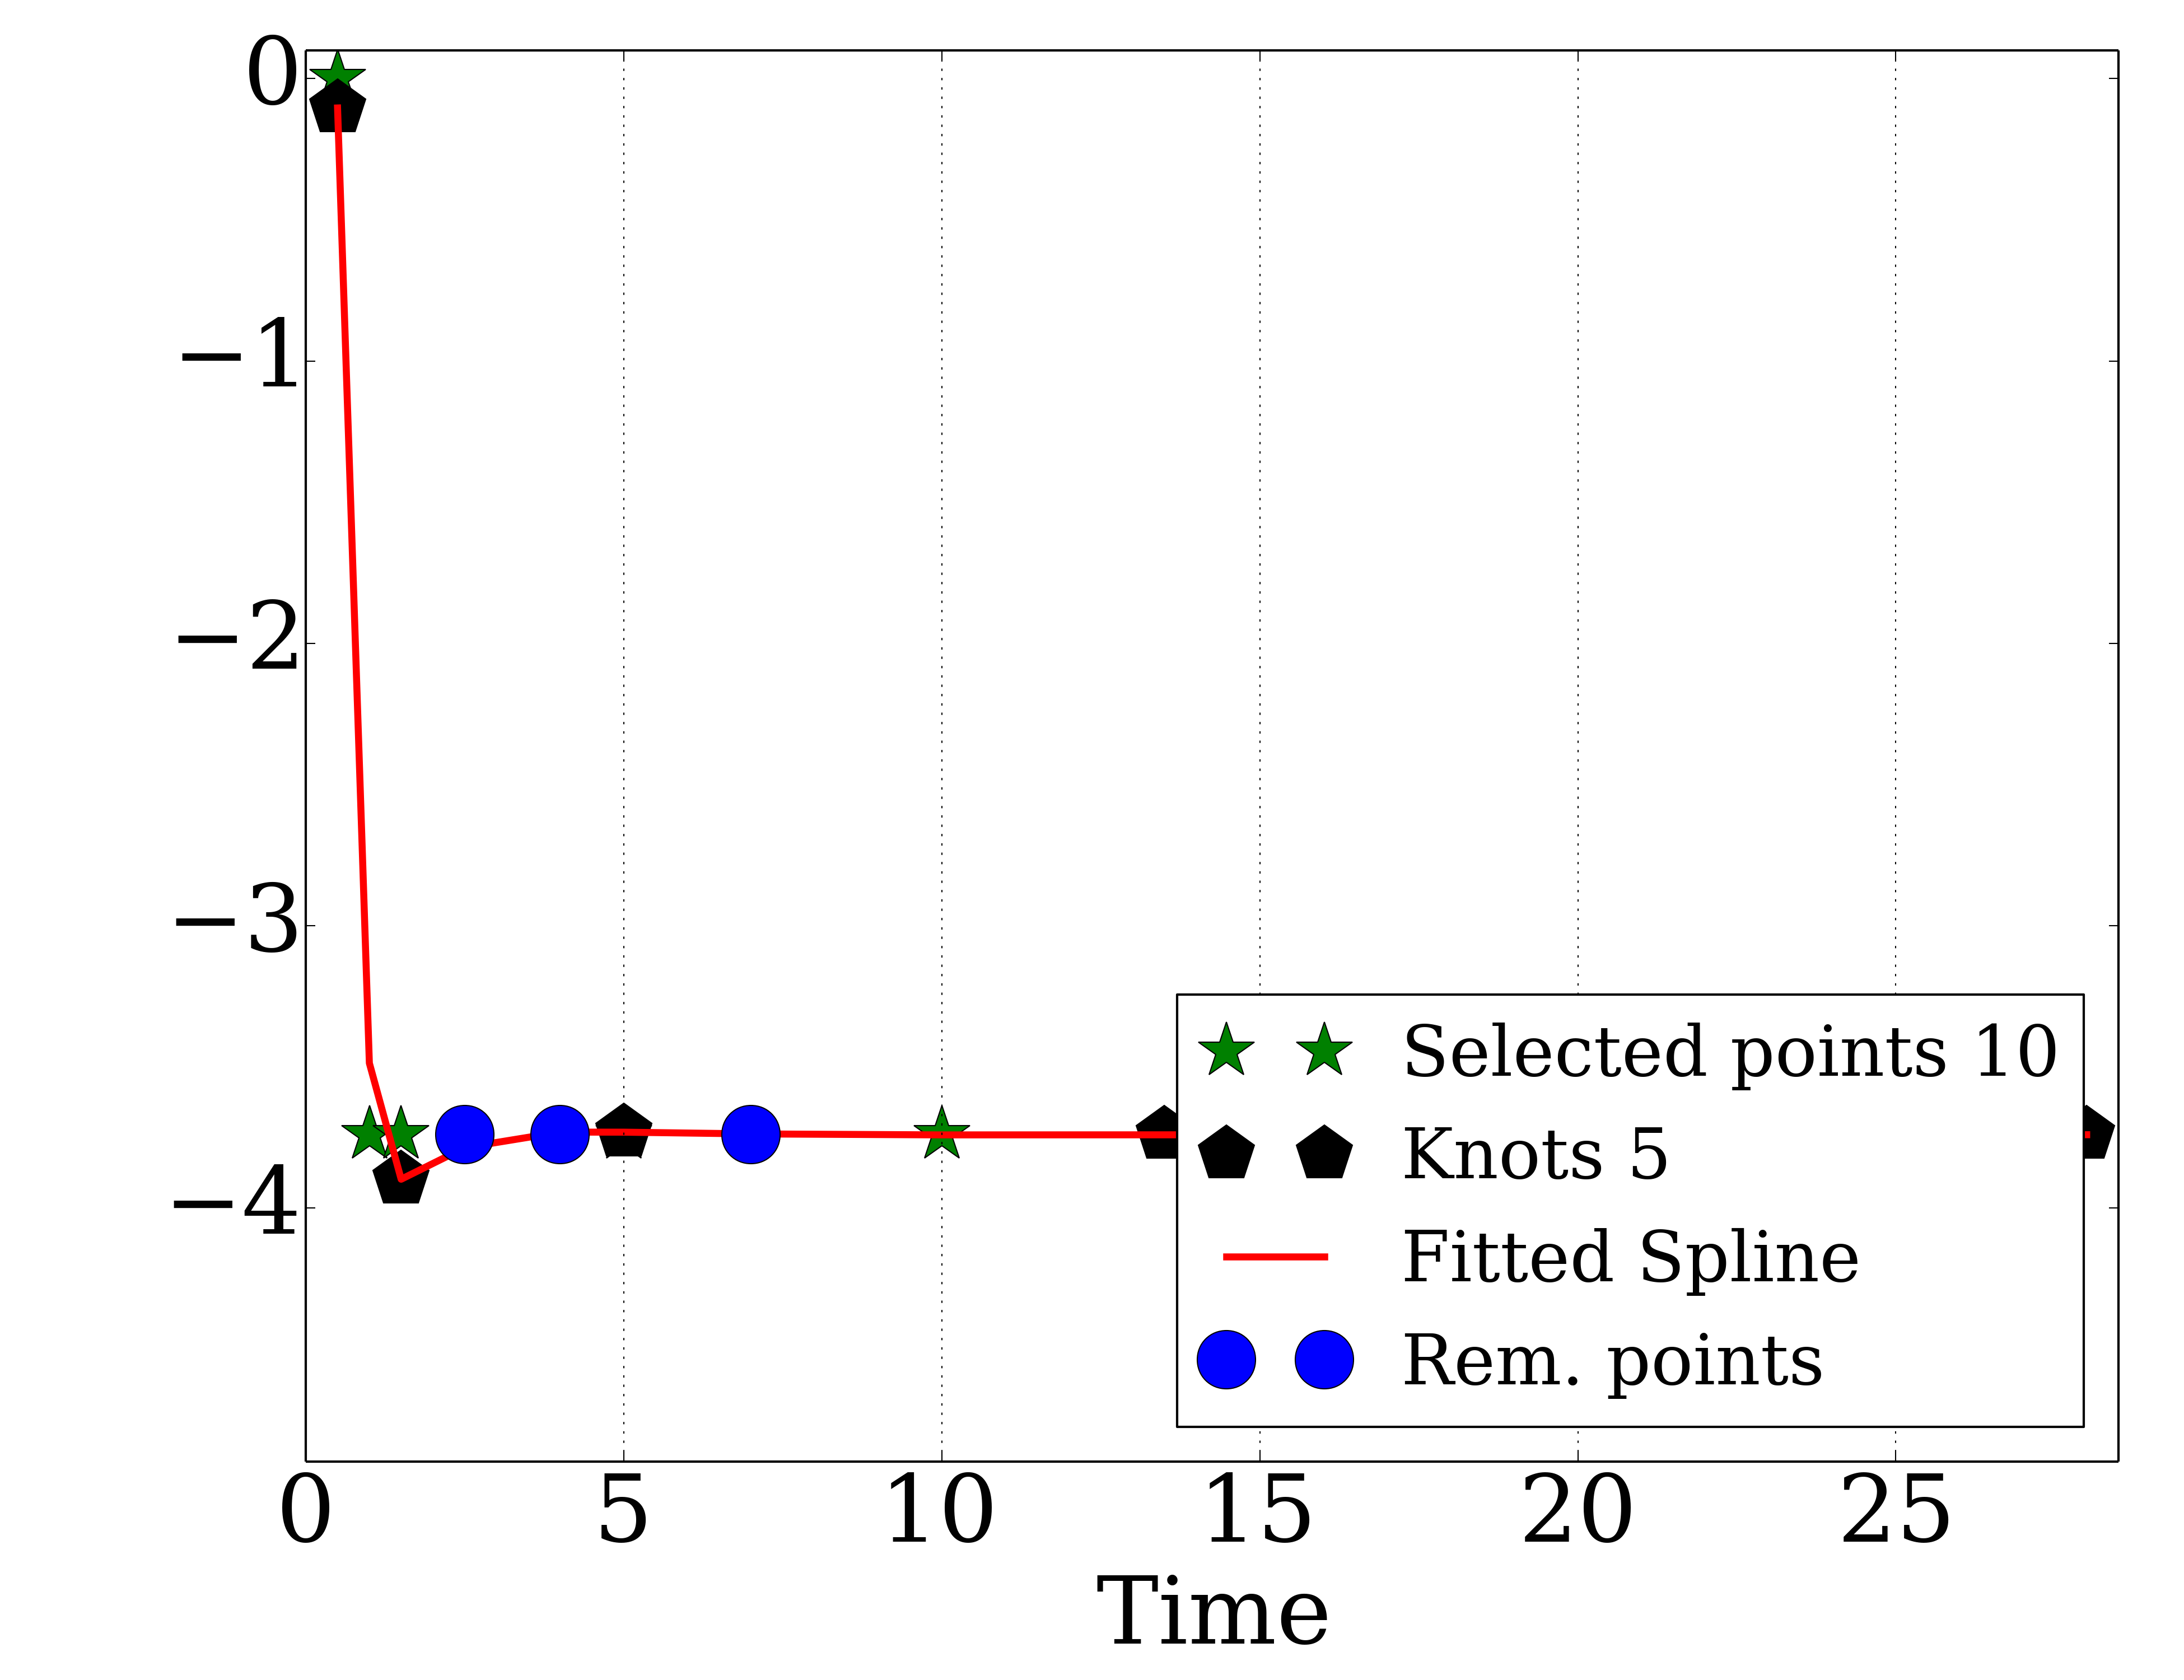 0
−1
−2
−3
−4
Selected points 10
Knots 5
Fitted Spline
Rem. points
0 5 10 15 20 25
Time